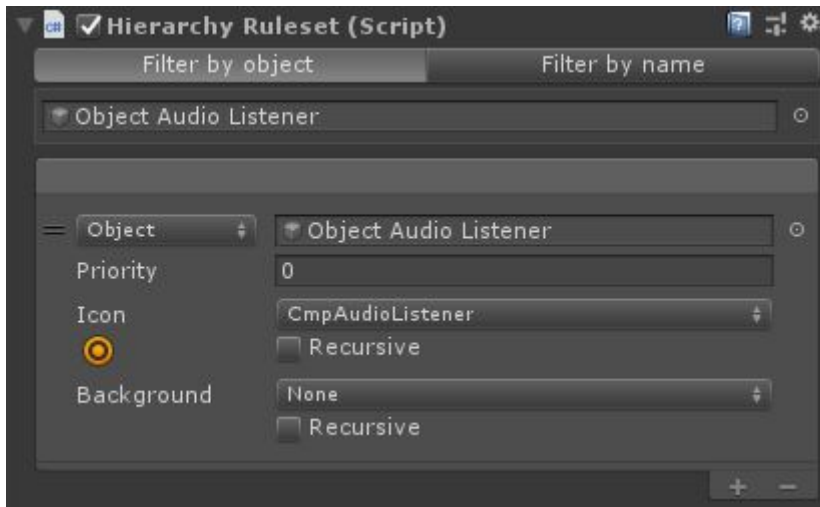 Hierarchy Ruleset (Script)
Filter by object Filter by name
Object Audio Listener
Object Object Audio Listener
Priority 0
Icon CmpAudioListener
Recursive
Background None
Recursive